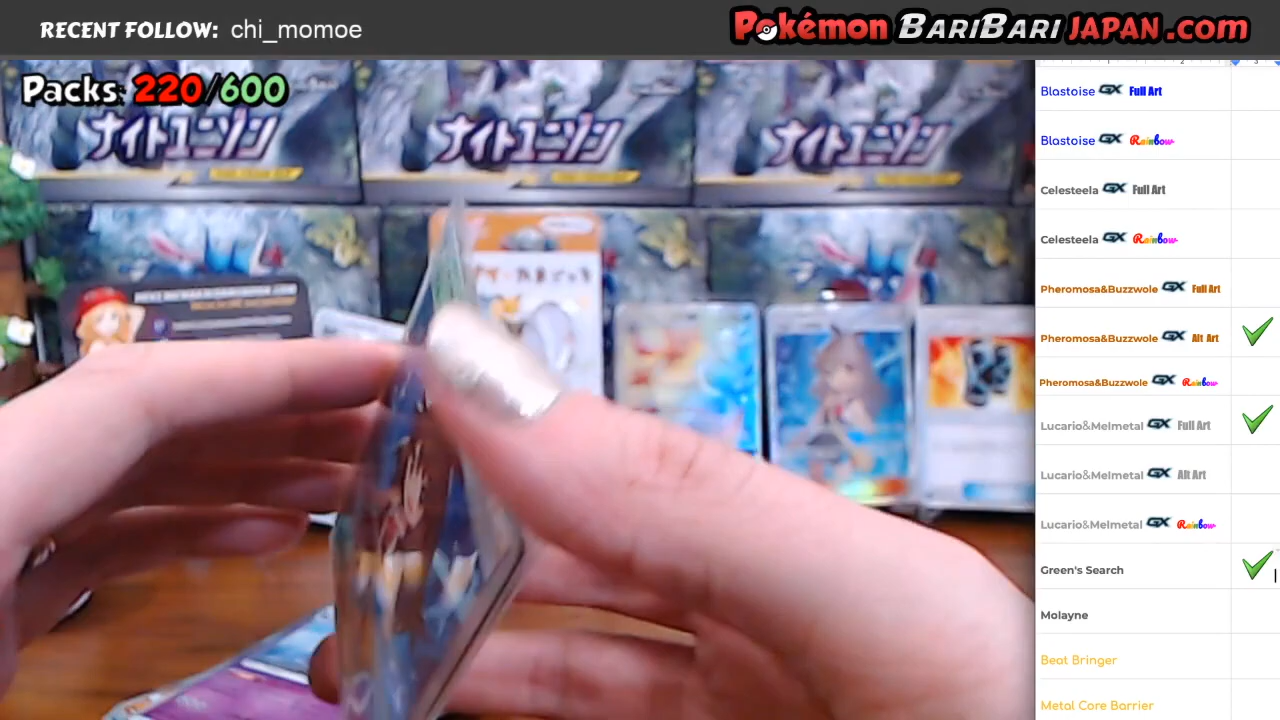 RECENT FOLLOW: chi_momoe
Pokémon BARIBARI JAPAN.com
Packs: 220/600
ナイトユニゾン
ナイトユニゾン
ナイトユニゾン
Blastoise GX Full Art
Blastoise GX Rainbow
Celesteela GX Full Art
Celesteela GX Rainbow
Pheromosa&Buzzwole GX Full Art
Pheromosa&Buzzwole GX Alt Art
Pheromosa&Buzzwole GX Rainbow
Lucario&Melmetal GX Full Art
Lucario&Melmetal GX Alt Art
Lucario&Melmetal GX Rainbow
Green's Search
Molayne
Beat Bringer
Metal Core Barrier